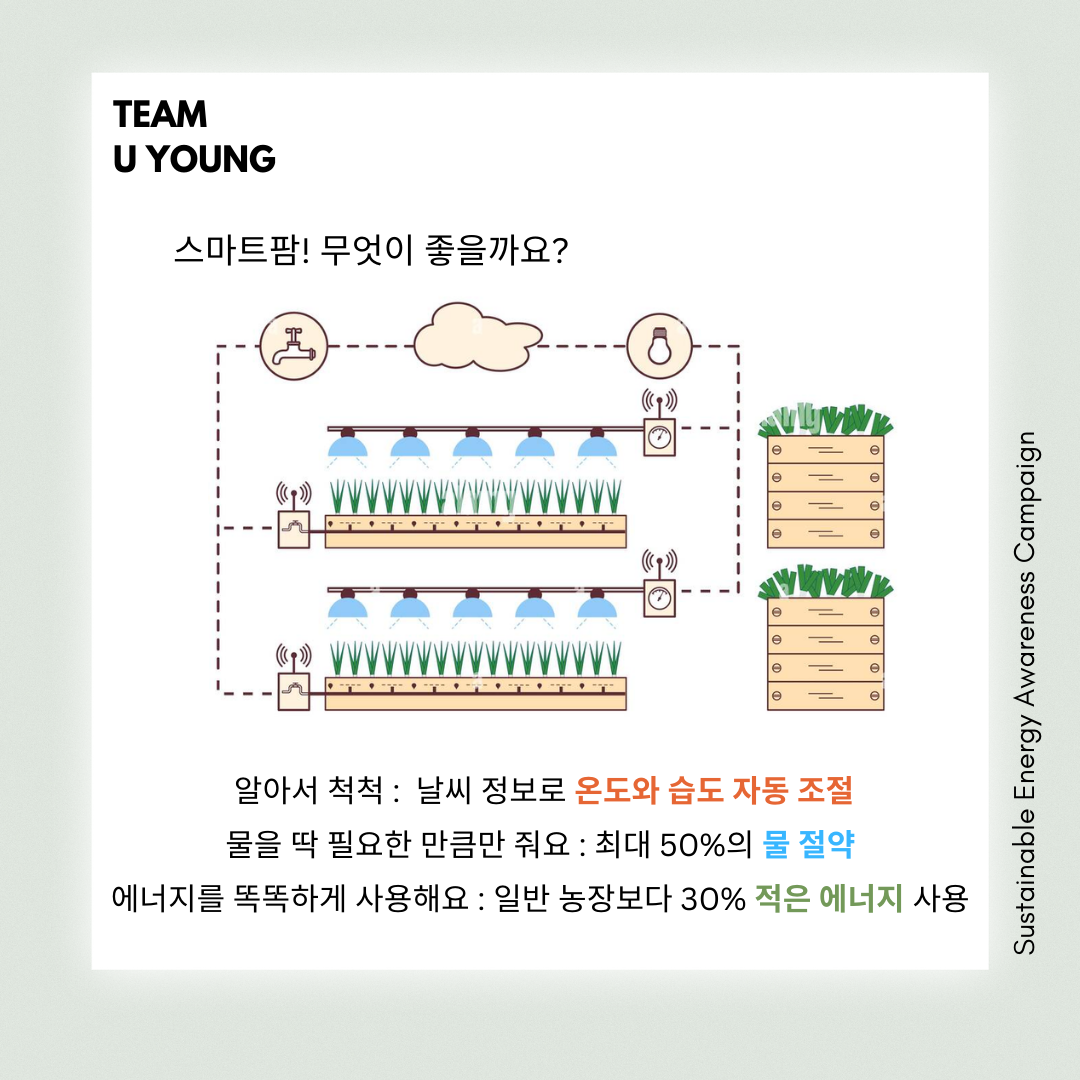 TEAM
U YOUNG
스마트팜! 무엇이 좋을까요?
알아서 척척 : 날씨 정보로 온도와 습도 자동 조절
물을 딱 필요한 만큼만 줘요 : 최대 50%의 물 절약
에너지를 똑똑하게 사용해요 : 일반 농장보다 30% 적은 에너지 사용
Sustainable Energy Awareness Campaign